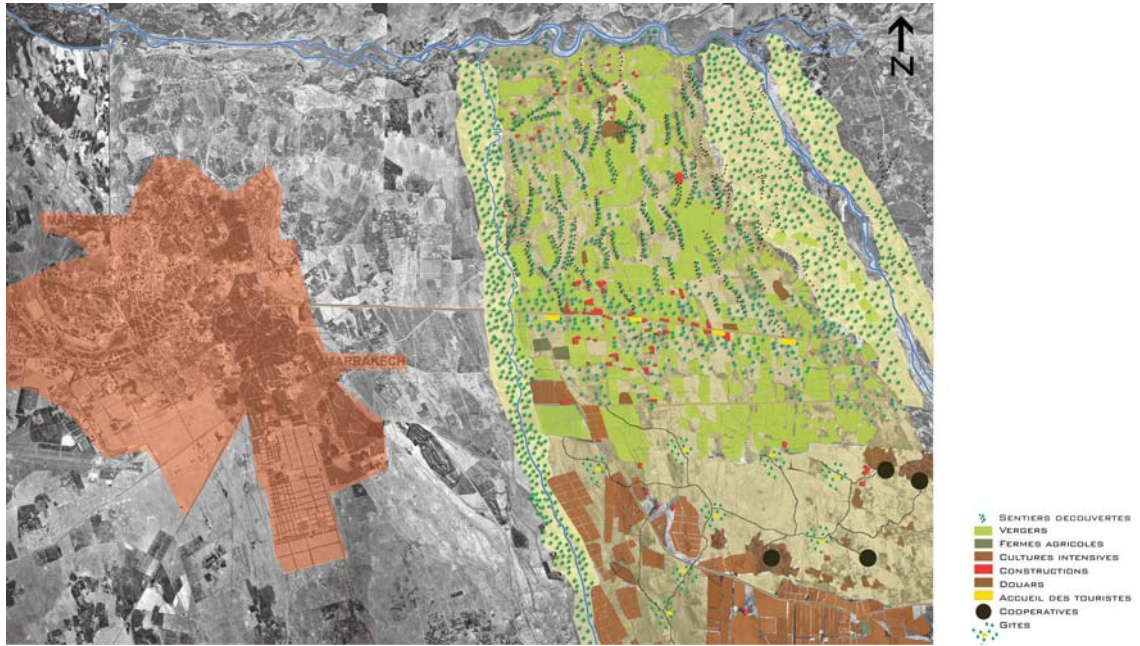 N
MARRAKECH
MARRAKECH
SENTIERS DECOUVERTES
VERGERS
FERMES AGRICOLES
CULTURES INTENSIVES
CONSTRUCTIONS
DOUARS
ACCUEIL DES TOURISTES
COOPERATIVES
GITES